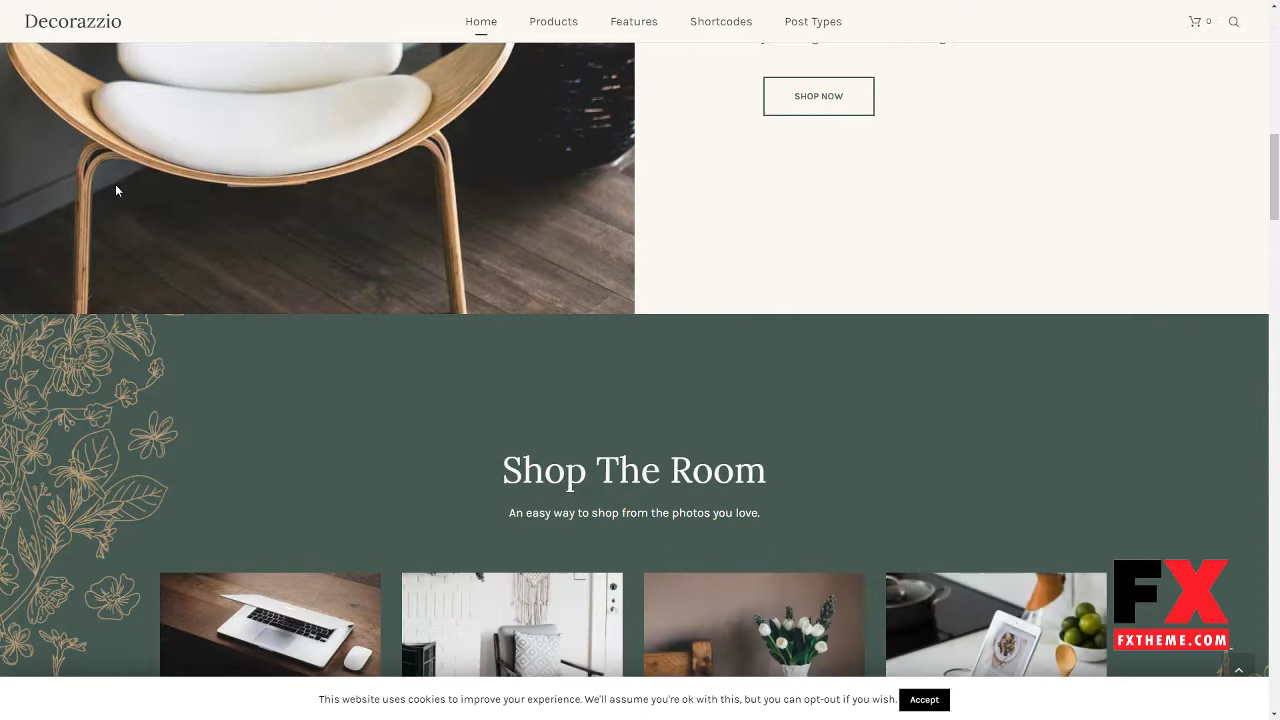 Decorazzio
Home
Products
Features
Shortcodes
Post Types
0
SHOP NOW
Shop The Room
An easy way to shop from the photos you love.
FX
FXTHEME.COM
This website uses cookies to improve your experience. We'll assume you're ok with this, but you can opt-out if you wish.
Accept